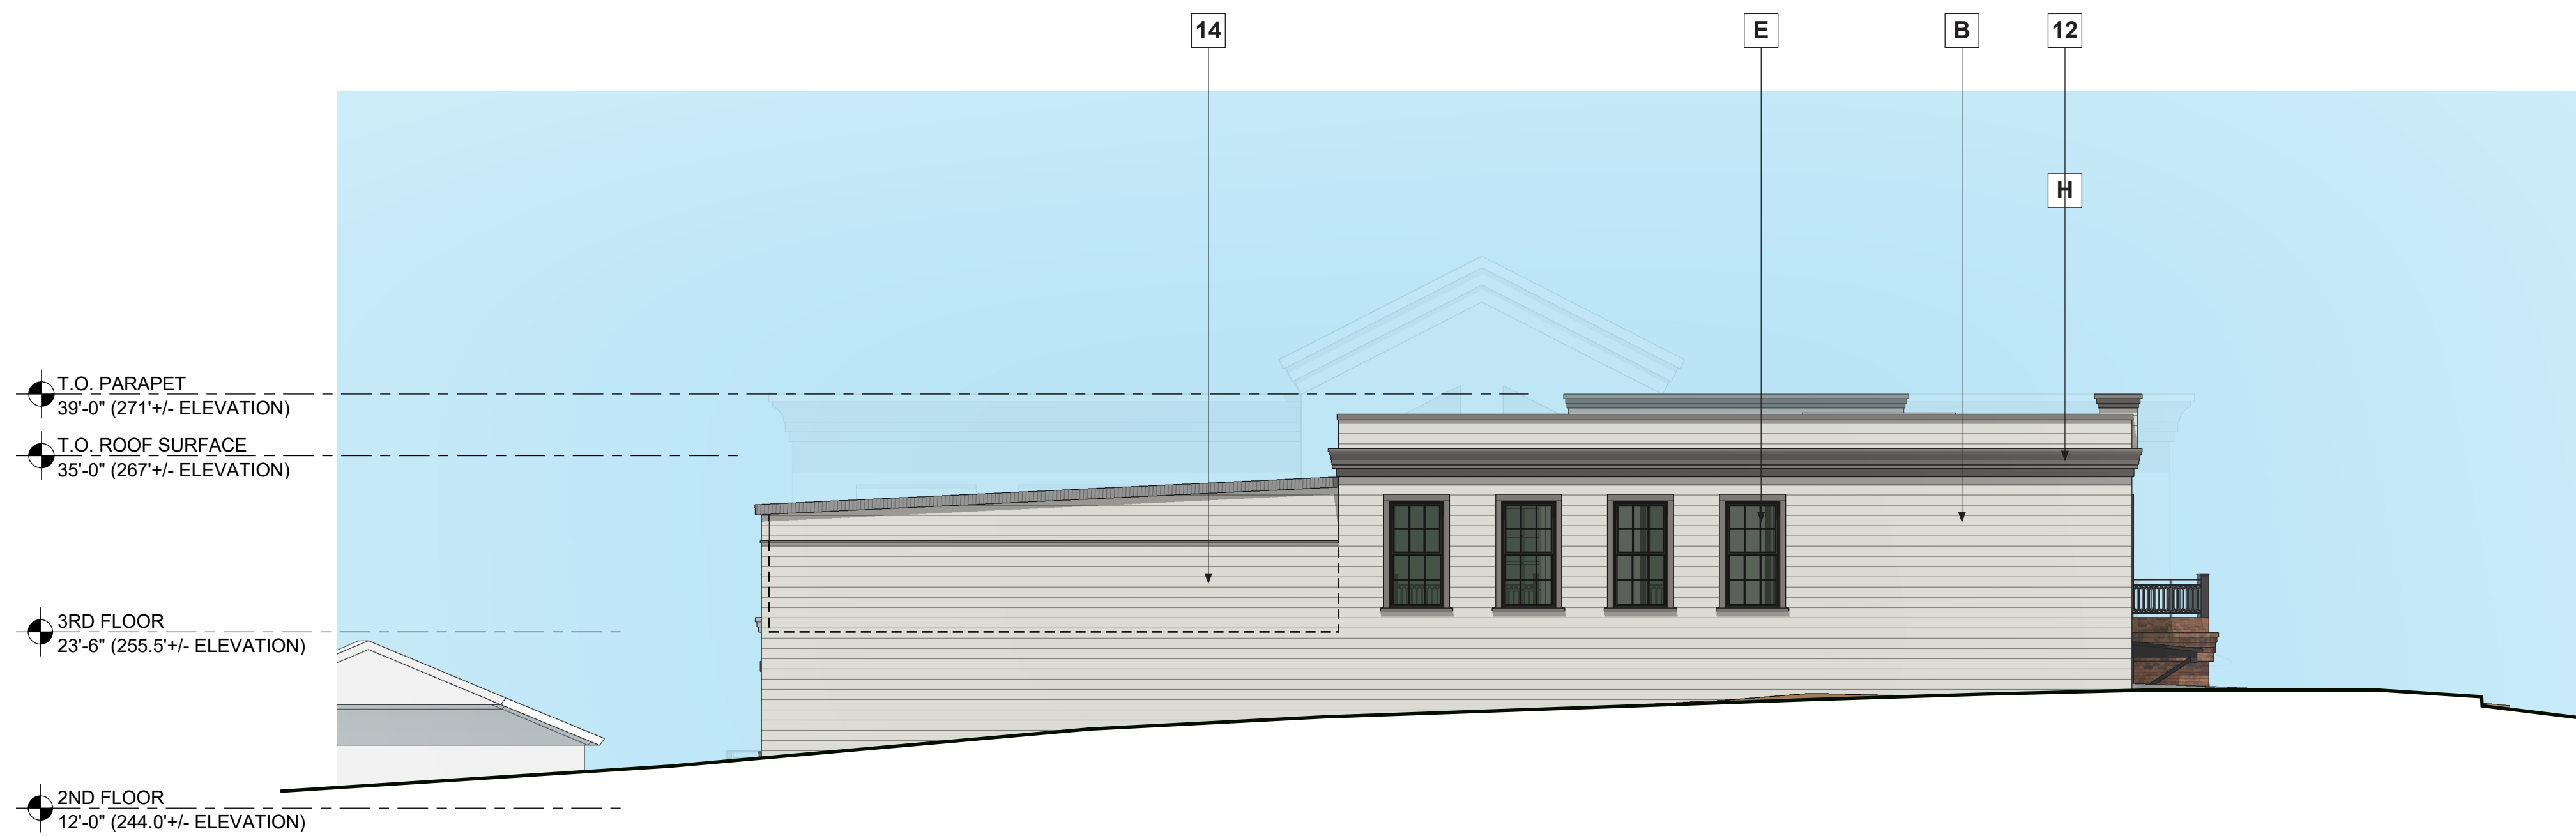 14
E
B
12
H
T.O. PARAPET
39'-0" (271'+/- ELEVATION)
T.O. ROOF SURFACE
35'-0" (267'+/- ELEVATION)
3RD FLOOR
23'-6" (255.5'+/- ELEVATION)
2ND FLOOR
12'-0" (244.0'+/- ELEVATION)